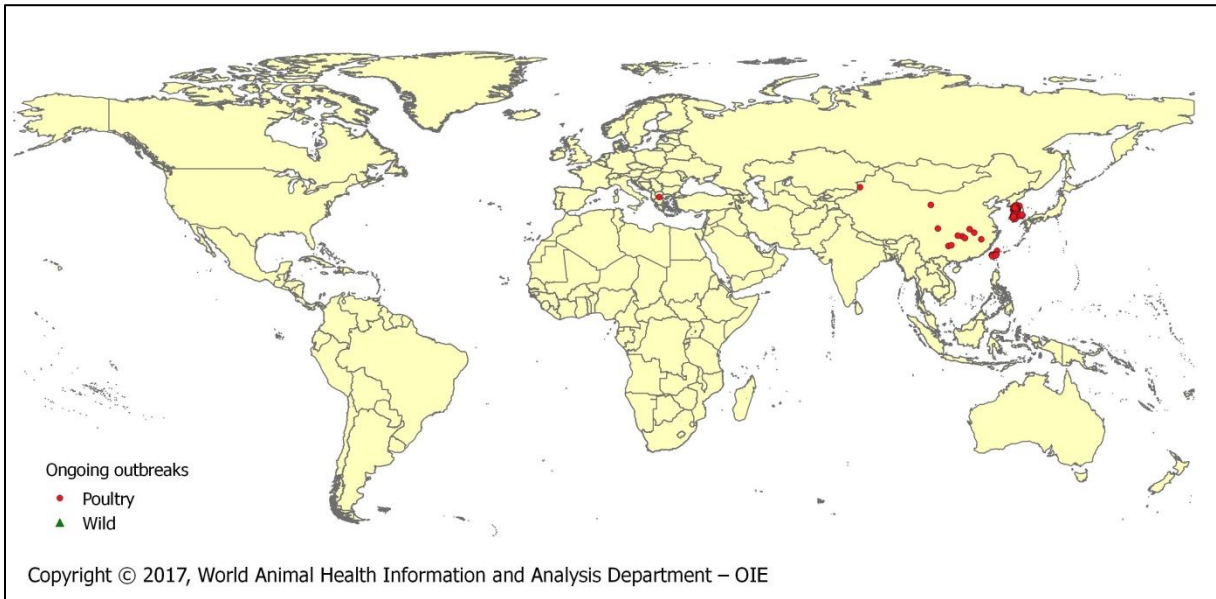 Ongoing outbreaks
Poultry
Wild
Copyright © 2017, World Animal Health Information and Analysis Department – OIE